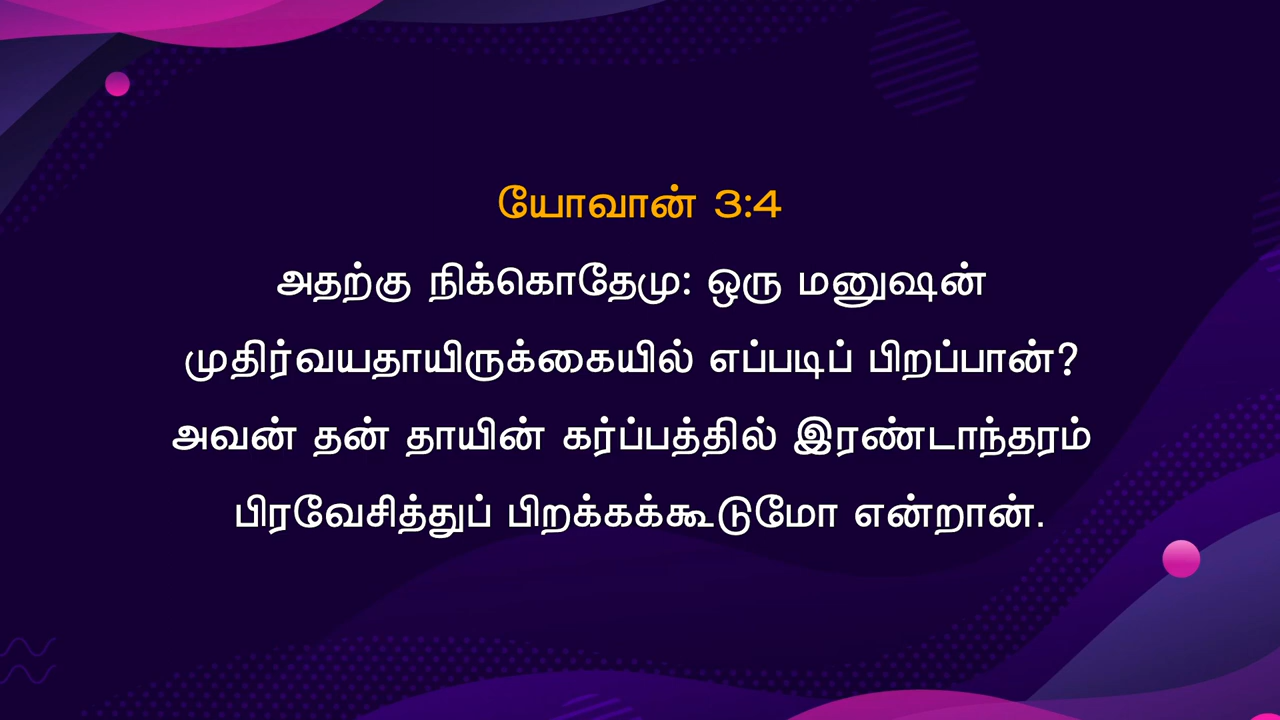 யோவான் 3:4
அதற்கு நிக்கொதேமு: ஒரு மனுஷன்
முதிர்வயதாயிருக்கையில் எப்படிப் பிறப்பான்?
அவன் தன் தாயின் கர்ப்பத்தில் இரண்டாந்தரம்
பிரவேசித்துப் பிறக்கக்கூடுமோ என்றான்.